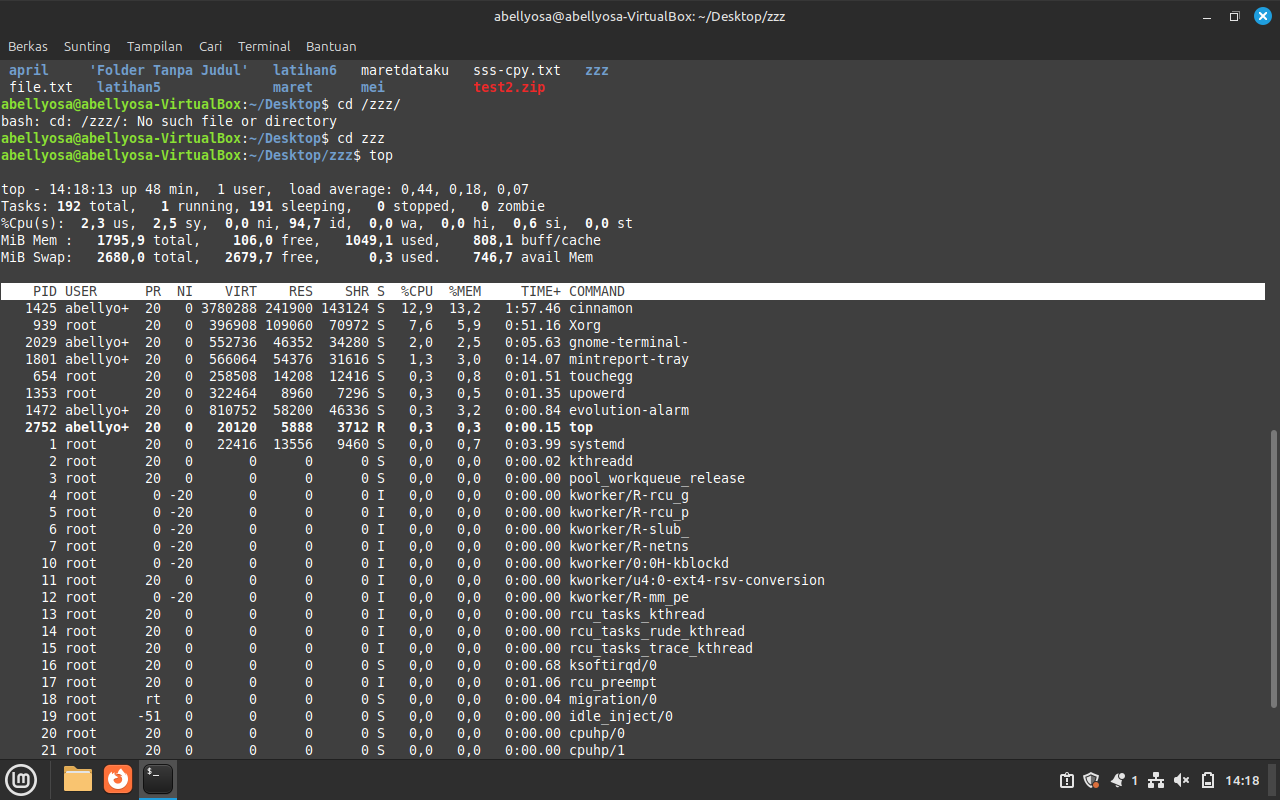 abellyosa@abellyosa-VirtualBox: ~/Desktop/zzz
Berkas Sunting Tampilan Cari Terminal Bantuan
april 'Folder Tanpa Judul' latihan6 maretdataku sss-cpy.txt zzz
file.txt latihan5 maret mei test2.zip
abellyosa@abellyosa-VirtualBox:~/Desktop$ cd /zzz/
bash: cd: /zzz/: No such file or directory
abellyosa@abellyosa-VirtualBox:~/Desktop$ cd zzz
abellyosa@abellyosa-VirtualBox:~/Desktop/zzz$ top
top - 14:18:13 up 48 min, 1 user, load average: 0,44, 0,18, 0,07
Tasks: 192 total, 1 running, 191 sleeping, 0 stopped, 0 zombie
%Cpu(s): 2,3 us, 2,5 sy, 0,0 ni, 94,7 id, 0,0 wa, 0,0 hi, 0,6 si, 0,0 st
MiB Mem : 1795,9 total, 106,0 free, 1049,1 used, 808,1 buff/cache
MiB Swap: 2680,0 total, 2679,7 free, 0,3 used. 746,7 avail Mem
PID USER PR NI VIRT RES SHR S %CPU %MEM TIME+ COMMAND
1425 abellyo+ 20 0 3780288 241900 143124 S 12,9 13,2 1:57.46 cinnamon
939 root 20 0 396908 109060 70972 S 7,6 5,9 0:51.16 Xorg
2029 abellyo+ 20 0 552736 46352 34280 S 2,0 2,5 0:05.63 gnome-terminal-
1801 abellyo+ 20 0 566064 54376 31616 S 1,3 3,0 0:14.07 mintreport-tray
654 root 20 0 258508 14208 12416 S 0,3 0,8 0:01.51 touchegg
1353 root 20 0 322464 8960 7296 S 0,3 0,5 0:01.35 upowerd
1472 abellyo+ 20 0 810752 58200 46336 S 0,3 3,2 0:00.84 evolution-alarm
2752 abellyo+ 20 0 20120 5888 3712 R 0,3 0,3 0:00.15 top
1 root 20 0 22416 13556 9460 S 0,0 0,7 0:03.99 systemd
2 root 20 0 0 0 0 S 0,0 0,0 0:00.02 kthreadd
3 root 20 0 0 0 0 S 0,0 0,0 0:00.00 pool_workqueue_release
4 root 0 -20 0 0 0 I 0,0 0,0 0:00.00 kworker/R-rcu_g
5 root 0 -20 0 0 0 I 0,0 0,0 0:00.00 kworker/R-rcu_p
6 root 0 -20 0 0 0 I 0,0 0,0 0:00.00 kworker/R-slub_
7 root 0 -20 0 0 0 I 0,0 0,0 0:00.00 kworker/R-netns
10 root 0 -20 0 0 0 I 0,0 0,0 0:00.00 kworker/0:0H-kblockd
11 root 20 0 0 0 0 I 0,0 0,0 0:00.00 kworker/u4:0-ext4-rsv-conversion
12 root 0 -20 0 0 0 I 0,0 0,0 0:00.00 kworker/R-mm_pe
13 root 20 0 0 0 0 I 0,0 0,0 0:00.00 rcu_tasks_kthread
14 root 20 0 0 0 0 I 0,0 0,0 0:00.00 rcu_tasks_rude_kthread
15 root 20 0 0 0 0 I 0,0 0,0 0:00.00 rcu_tasks_trace_kthread
16 root 20 0 0 0 0 S 0,0 0,0 0:00.68 ksoftirqd/0
17 root 20 0 0 0 0 I 0,0 0,0 0:01.06 rcu_preempt
18 root rt 0 0 0 0 S 0,0 0,0 0:00.04 migration/0
19 root -51 0 0 0 0 S 0,0 0,0 0:00.00 idle_inject/0
20 root 20 0 0 0 0 S 0,0 0,0 0:00.00 cpuhp/0
21 root 20 0 0 0 0 S 0,0 0,0 0:00.00 cpuhp/1
1 14:18